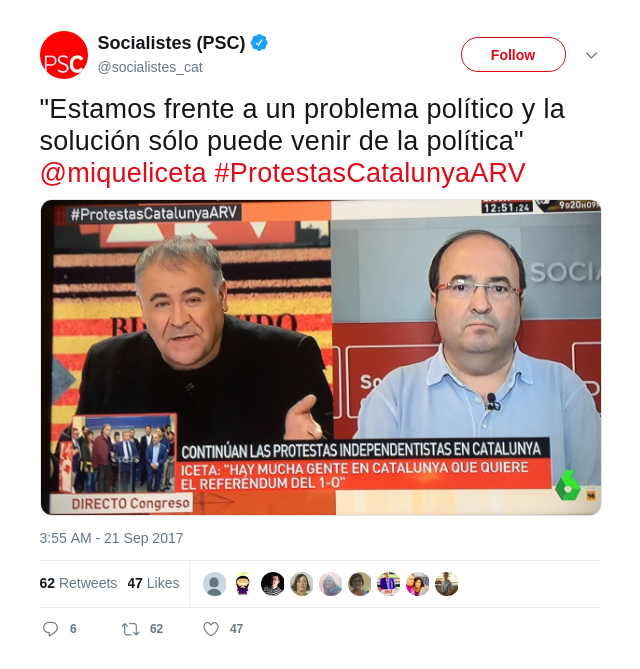 PSC
Socialistes (PSC)
@socialistes_cat
Follow
"Estamos frente a un problema político y la
solución sólo puede venir de la política"
@miqueliceta #ProtestasCatalunyaARV
#ProtestasCatalunyaARV
12:51:24
SOCIA
CONTINÚAN LAS PROTESTAS INDEPENDENTISTAS EN CATALUNYA
ICETA: "HAY MUCHA GENTE EN CATALUNYA QUE QUIERE
EL REFERÉNDUM DEL 1-O"
DIRECTO Congreso
3:55 AM - 21 Sep 2017
62 Retweets 47 Likes
6 62 47